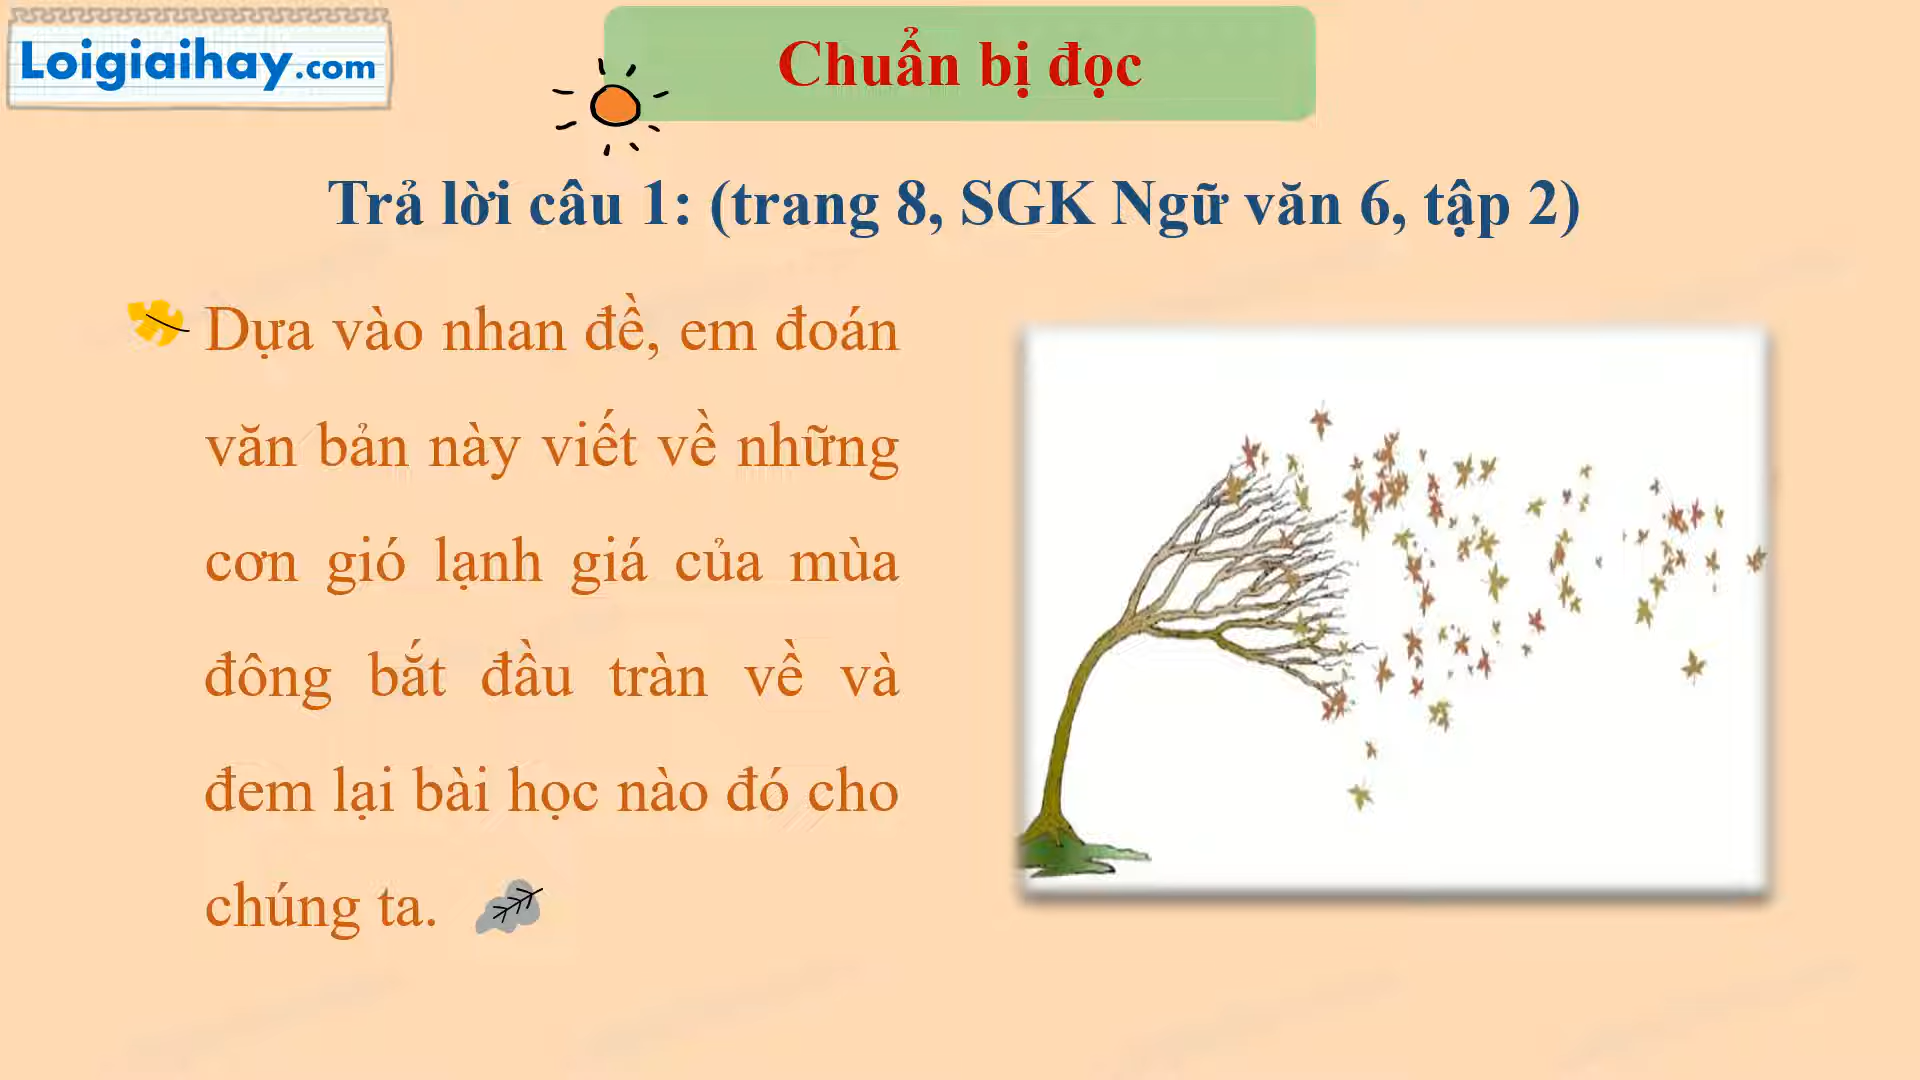 Loigiaihay.com
Chuẩn bị đọc
Trả lời câu 1: (trang 8, SGK Ngữ văn 6, tập 2)
Dựa vào nhan đề, em đoán
văn bản này viết về những
cơn gió lạnh giá của mùa
đông bắt đầu tràn về và
đem lại bài học nào đó cho
chúng ta.